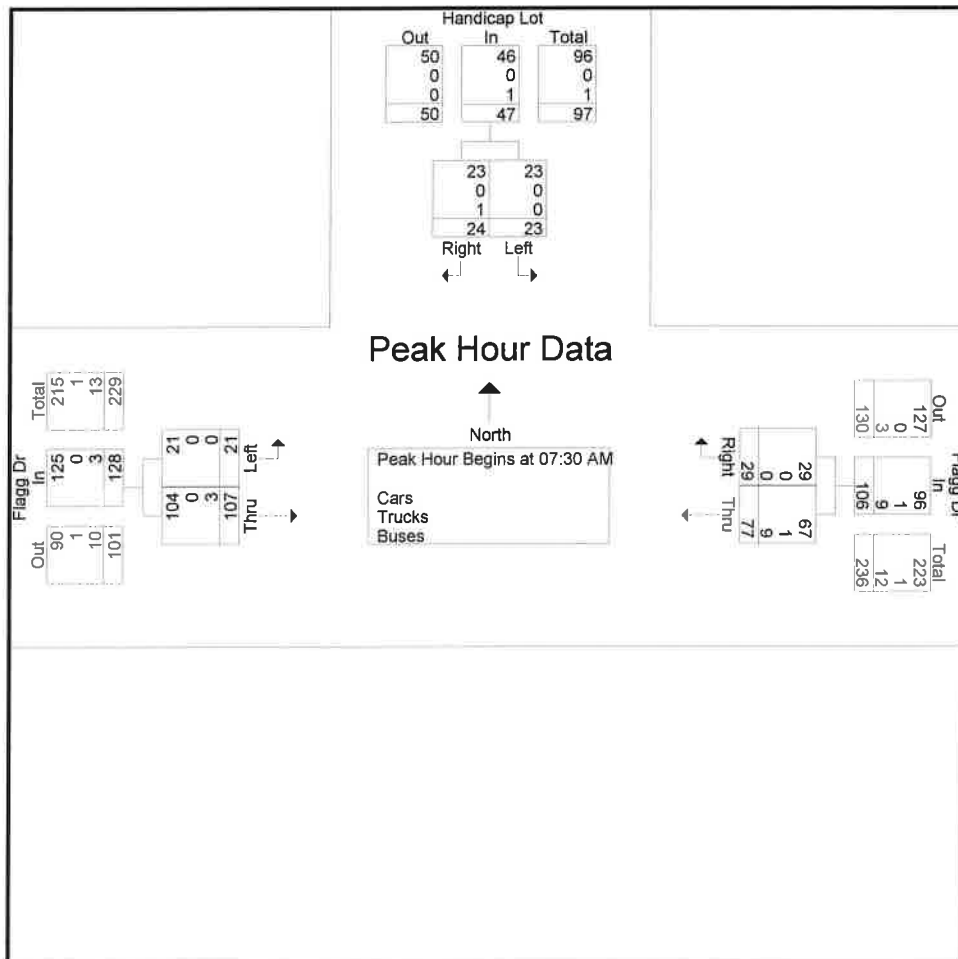 Handicap Lot
Out In Total
50 46 96
0 0 0
0 1 1
50 47 97
23 23
0 0
1 0
24 23
Right Left
Peak Hour Data
North
Peak Hour Begins at 07:30 AM
Cars
Trucks
Buses
Flagg Dr
Out In Total
90 125 215
1 0 1
10 3 13
101 128 229
21 104
0 0
0 3
21 107
Left Thru
Flagg Dr
Out In Total
127 96 223
0 1 1
3 9 12
130 106 236
29 67
0 1
0 9
29 77
Right Thru